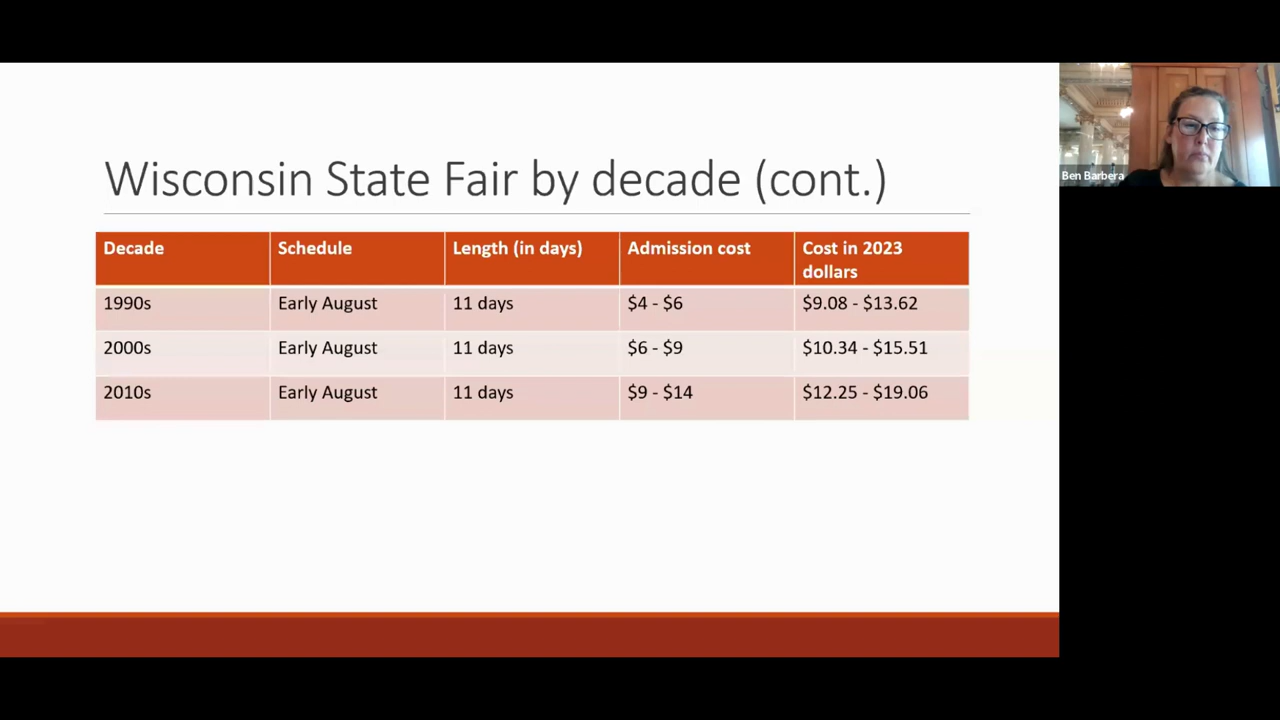 Wisconsin State Fair by decade (cont.)
Decade Schedule Length (in days) Admission cost Cost in 2023 dollars
1990s Early August 11 days $4 - $6 $9.08 - $13.62
2000s Early August 11 days $6 - $9 $10.34 - $15.51
2010s Early August 11 days $9 - $14 $12.25 - $19.06
Ben Barbera